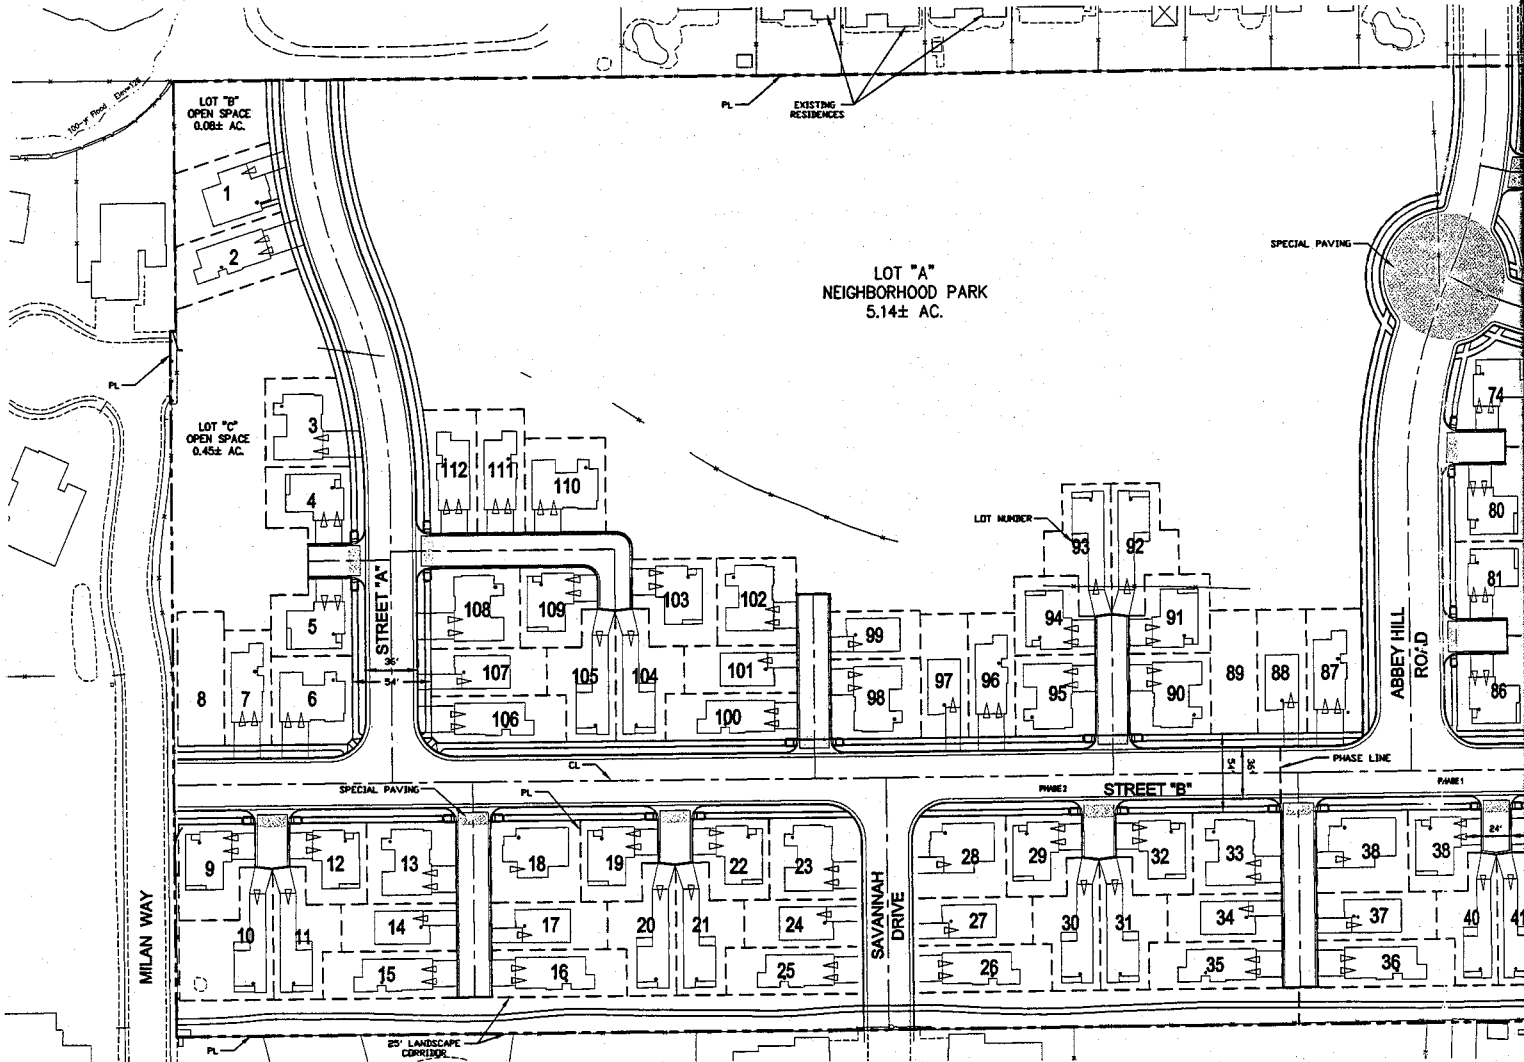 LOT "B"
OPEN SPACE
0.08± AC.
100-yr Flood Elev=126
PL
EXISTING
RESIDENCES
1
2
SPECIAL PAVING
LOT "A"
NEIGHBORHOOD PARK
5.14± AC.
PL
LOT "C"
OPEN SPACE
0.45± AC.
3
74
4
112
111
110
80
LOT NUMBER
93
92
81
5
STREET "A"
108
109
103
102
99
94
91
ABBEY HILL
ROAD
36'
54'
8
7
6
107
105
104
101
106
100
98
97
96
95
90
89
88
87
86
CL
54'
36'
PHASE LINE
SPECIAL PAVING
PL
PHASE 2
STREET "B"
PHASE 1
24'
9
12
13
18
19
22
23
28
29
32
33
38
38
14
17
20
21
24
SAVANNAH
DRIVE
27
30
31
34
37
40
41
MILAN WAY
10
11
15
16
25
26
35
36
25' LANDSCAPE
CORRIDOR
PL